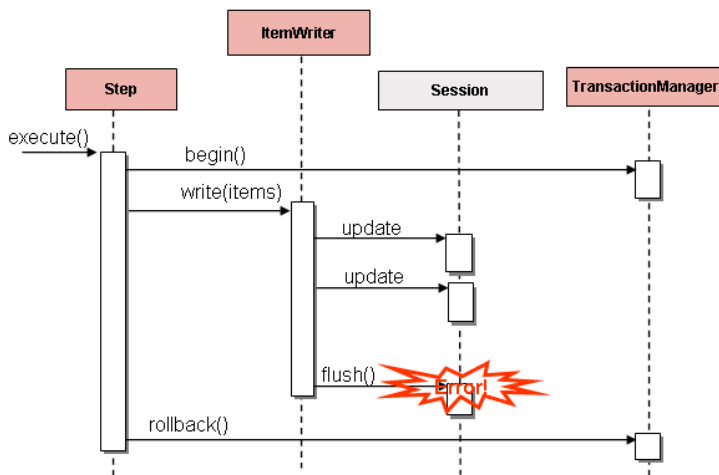 ItemWriter
Step
Session
TransactionManager
execute()
begin()
write(items)
update
update
flush()
Error!
rollback()